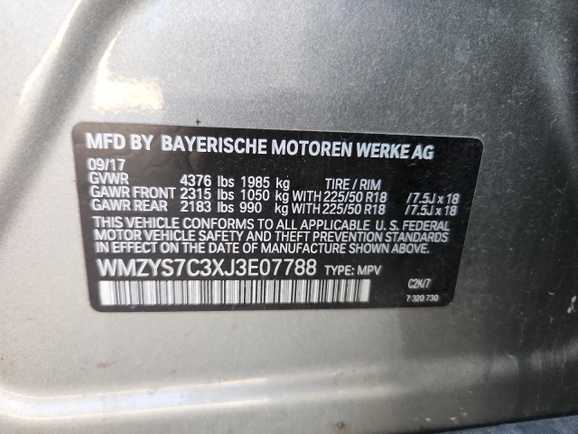 MFD BY BAYERISCHE MOTOREN WERKE AG
09/17
GVWR 4376 lbs 1985 kg TIRE / RIM
GAWR FRONT 2315 lbs 1050 kg WITH 225/50 R18 /7.5J x 18
GAWR REAR 2183 lbs 990 kg WITH 225/50 R18 /7.5J x 18
THIS VEHICLE CONFORMS TO ALL APPLICABLE U. S. FEDERAL
MOTOR VEHICLE SAFETY AND THEFT PREVENTION STANDARDS
IN EFFECT ON THE DATE OF MANUFACTURE SHOWN ABOVE.
WMZYS7C3XJ3E07788 TYPE: MPV
C2K/7
7 320 730